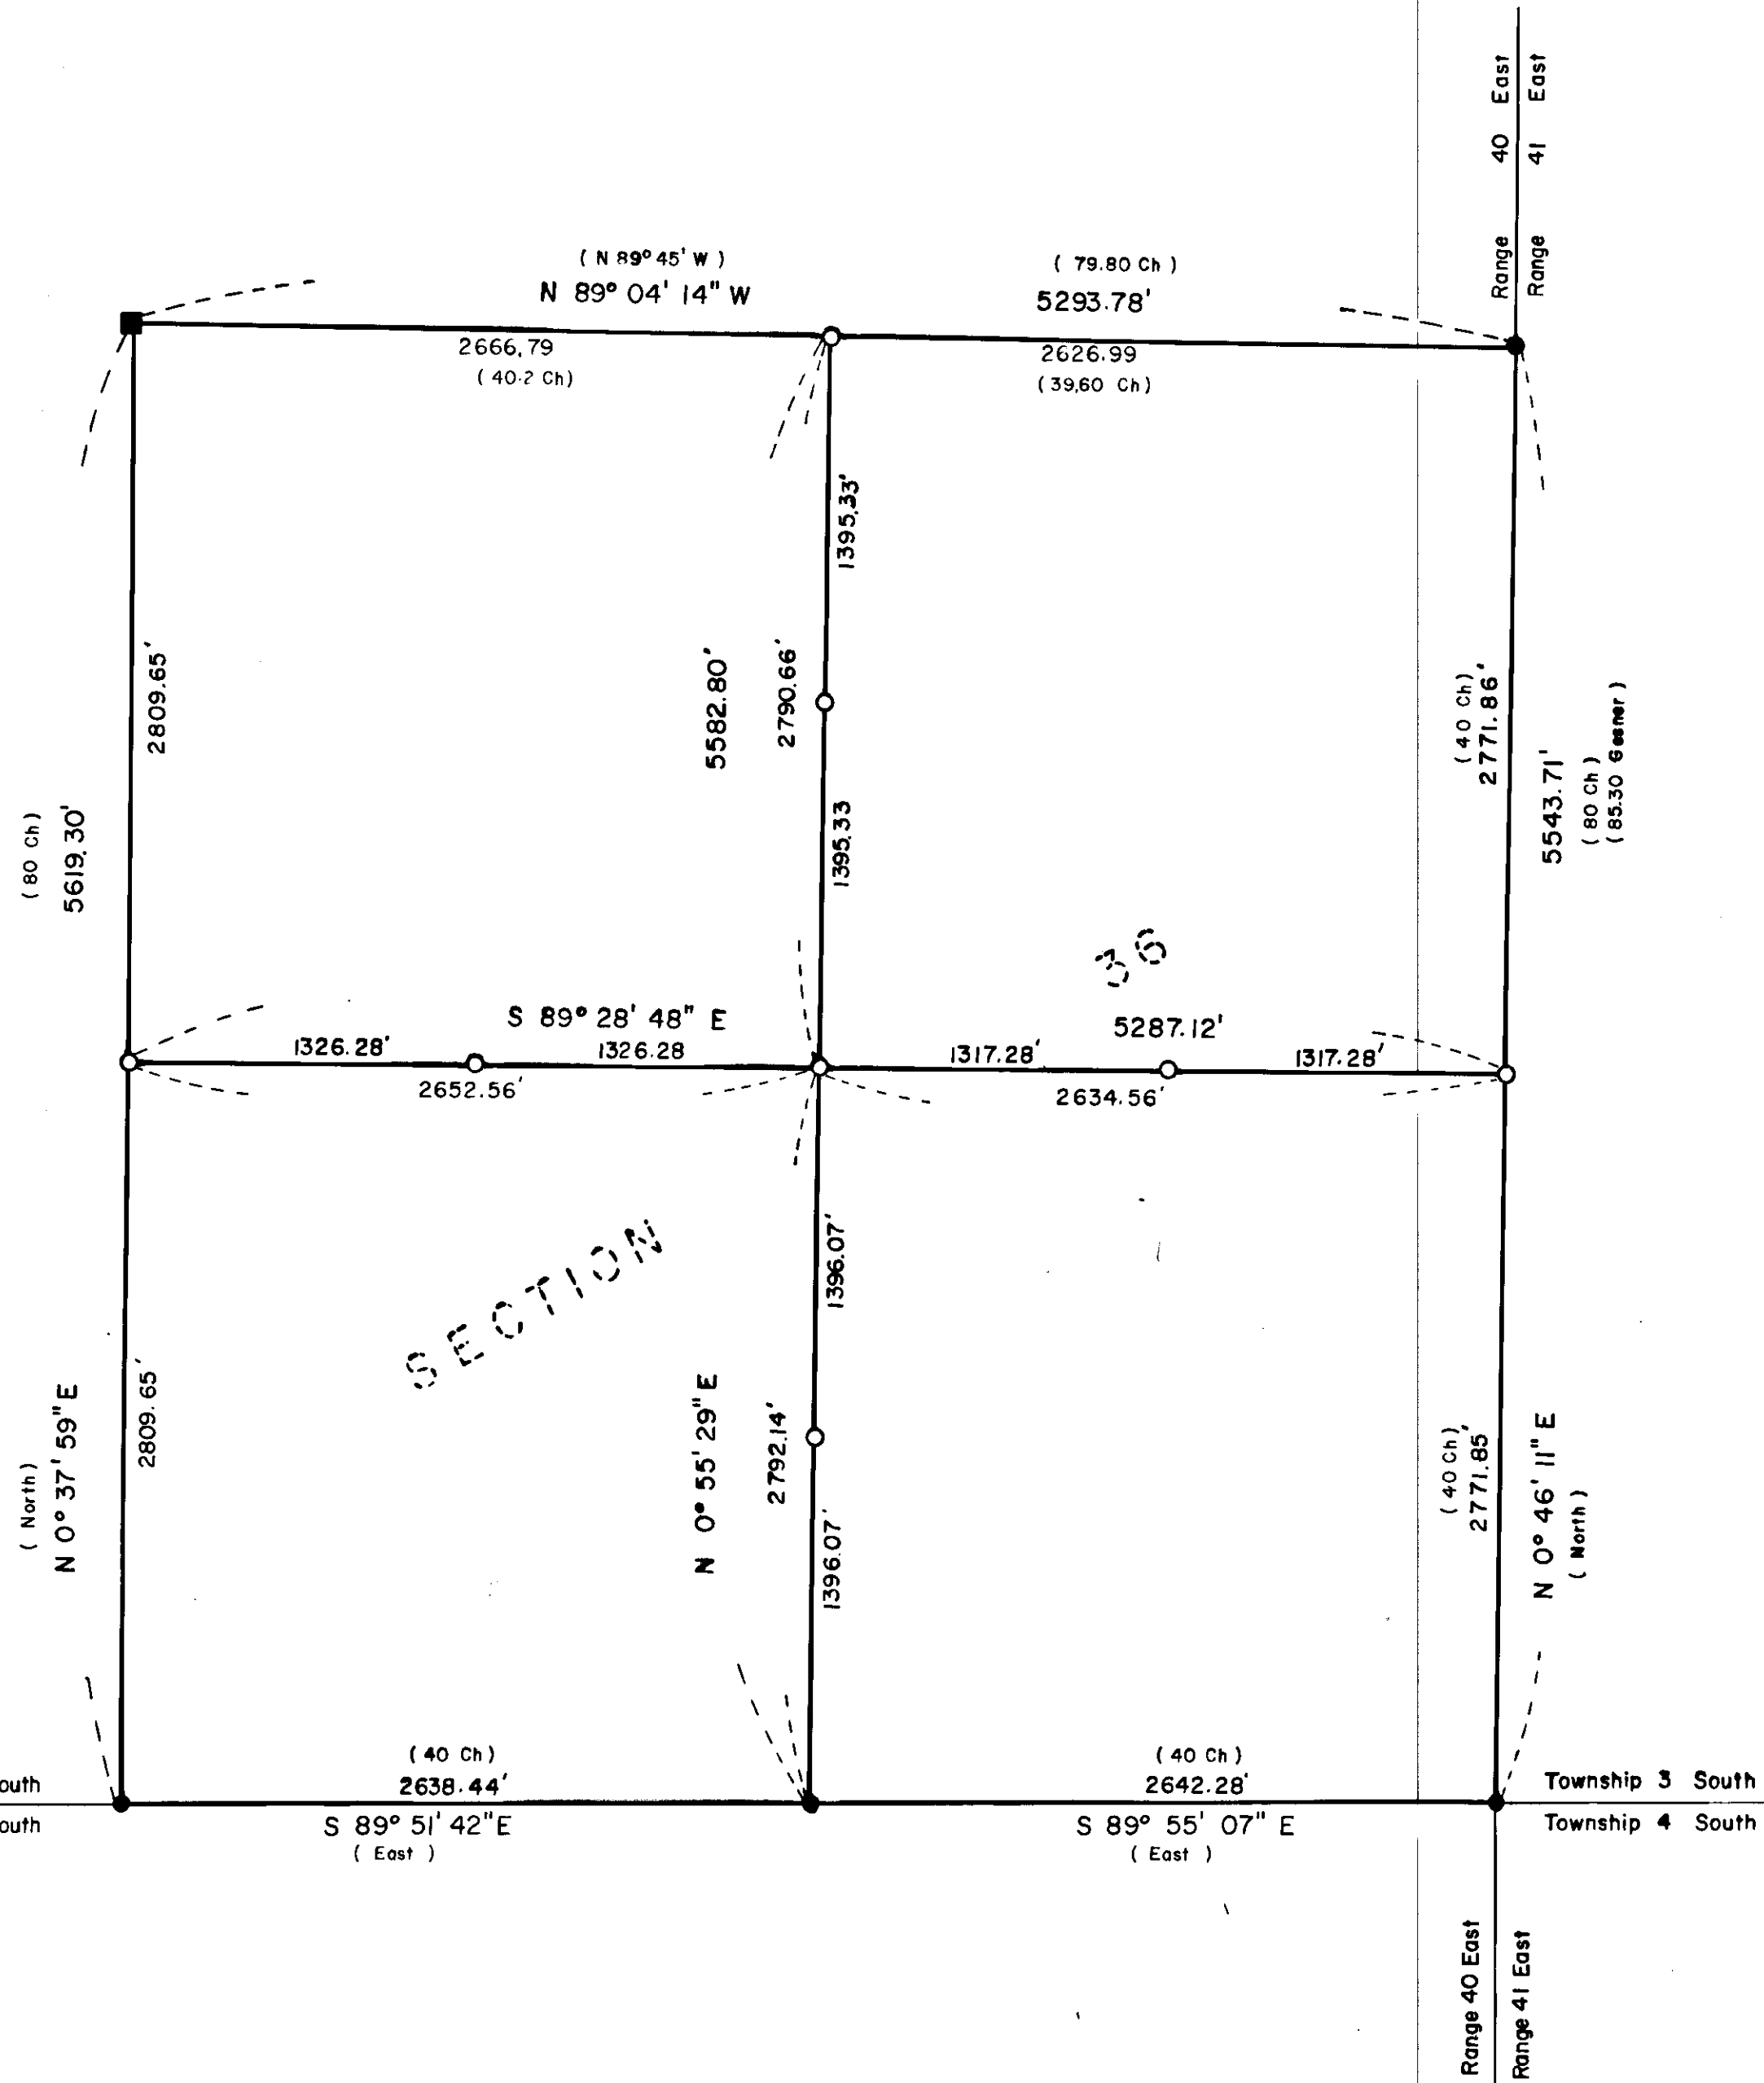 Range 40 East
Range 41 East
( N 89° 45' W )
N 89° 04' 14" W
( 79.80 Ch )
5293.78'
2666.79
( 40.2 Ch)
2626.99
(39.60 Ch)
1395.33'
2809.65'
5582.80'
2790.66'
( 40 Ch)
2771.86'
5543.71'
( 80 Ch )
( 85.30 Gesner )
( 80 Ch )
5619.30'
1395.33
36
S 89° 28' 48" E
5287.12'
1326.28'
1326.28
1317.28'
1317.28'
2652.56'
2634.56'
SECTION
1396.07'
( North )
N 0° 37' 59" E
2809.65'
N 0° 55' 29" E
2792.14'
1396.07'
( 40 Ch)
2771.85'
N 0° 46' 11" E
( North )
( 40 Ch )
2638.44'
( 40 Ch )
2642.28'
outh
Township 3 South
outh
S 89° 51' 42" E
( East )
S 89° 55' 07" E
( East )
Township 4 South
Range 40 East
Range 41 East